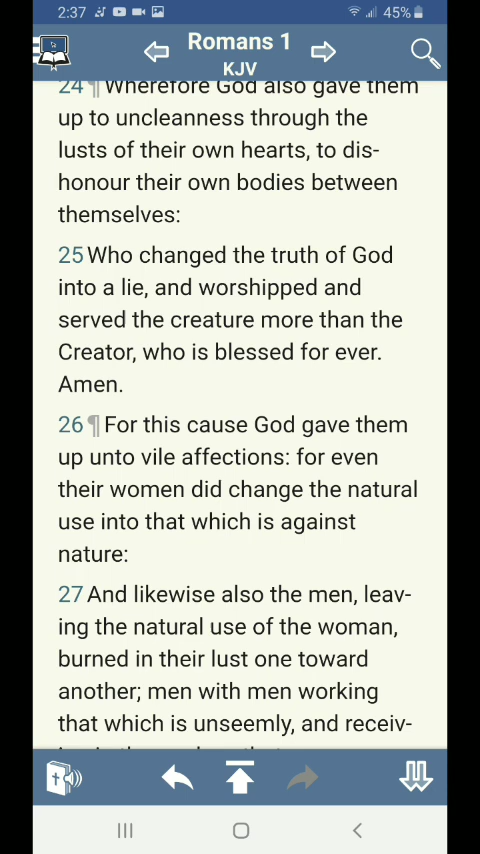 2:37
45%
Romans 1
KJV
24 ¶ Wherefore God also gave them
up to uncleanness through the
lusts of their own hearts, to dis-
honour their own bodies between
themselves:
25 Who changed the truth of God
into a lie, and worshipped and
served the creature more than the
Creator, who is blessed for ever.
Amen.
26 ¶ For this cause God gave them
up unto vile affections: for even
their women did change the natural
use into that which is against
nature:
27 And likewise also the men, leav-
ing the natural use of the woman,
burned in their lust one toward
another; men with men working
that which is unseemly, and receiv-